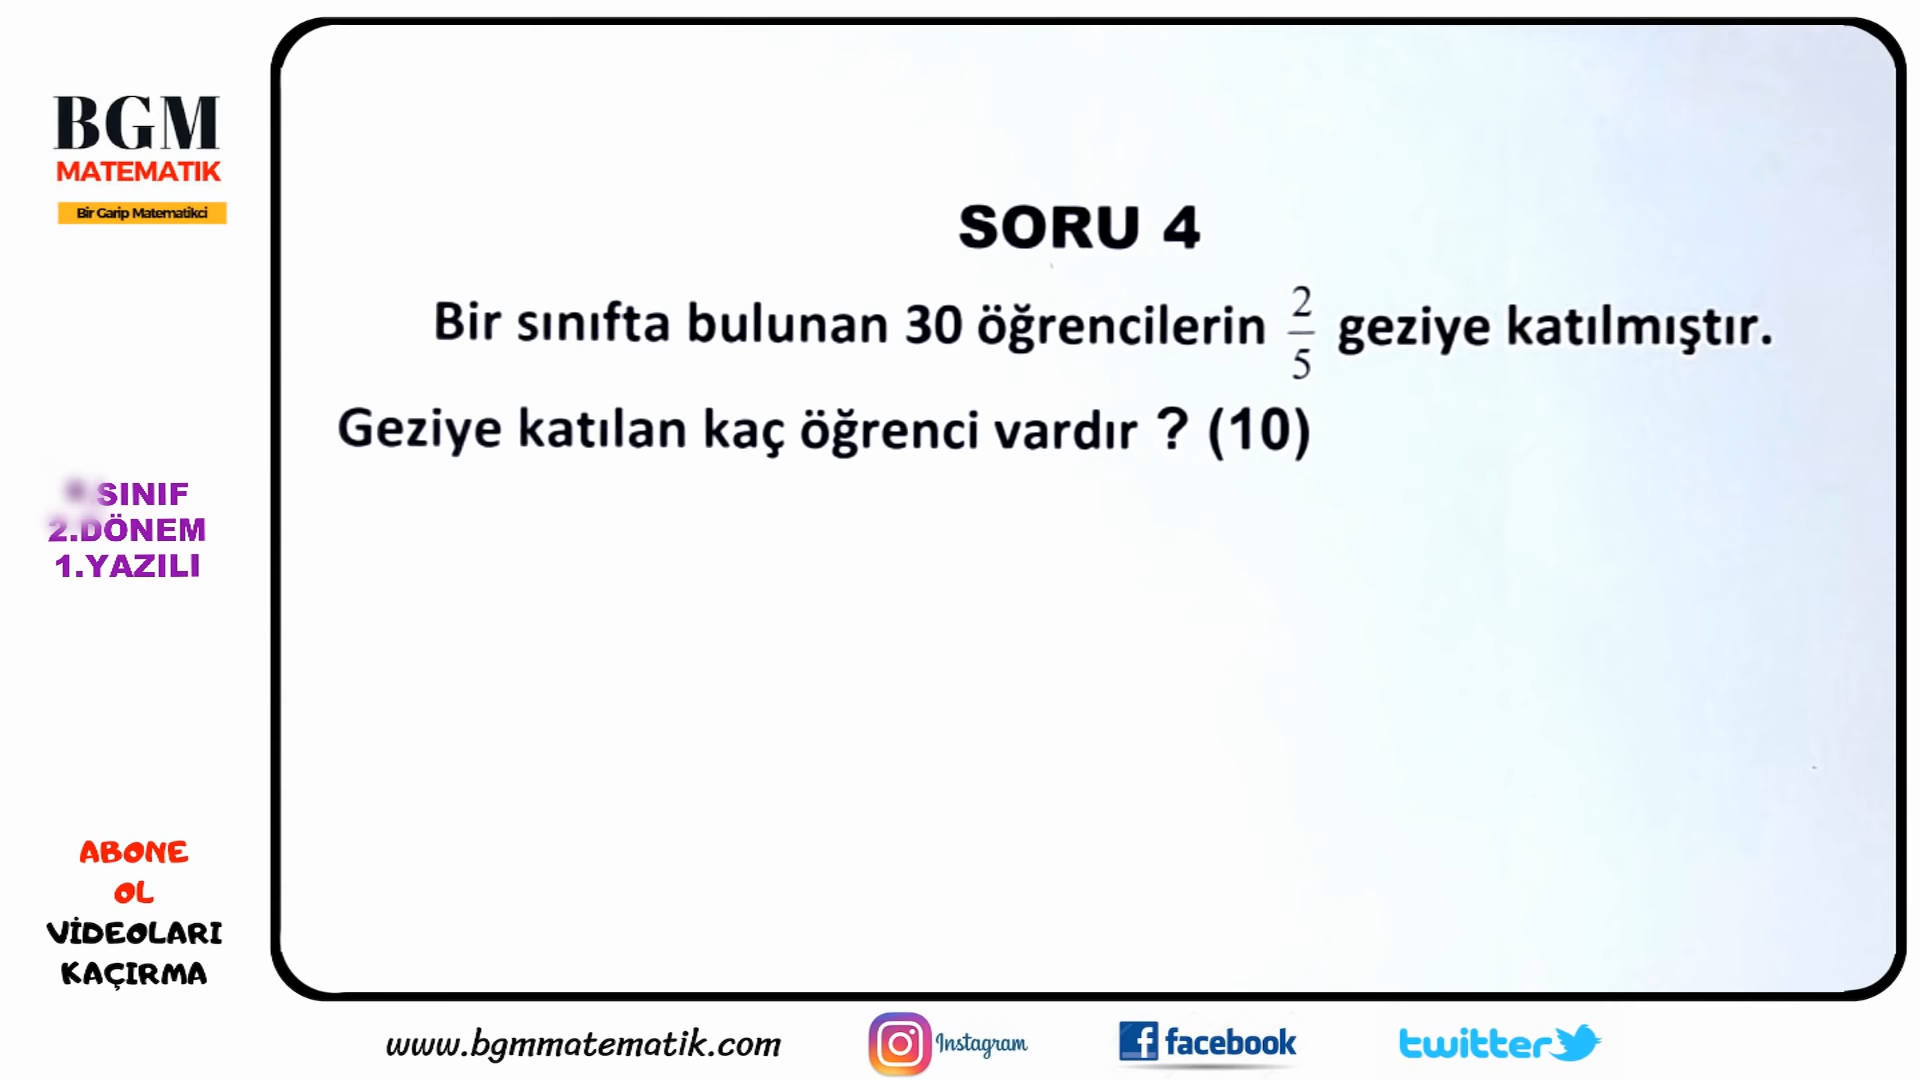 BGM
MATEMATIK
Bir Garip Matematikci
SINIF
2.DÖNEM
1.YAZILI
ABONE
OL
VİDEOLARI
KAÇIRMA
SORU 4
Bir sınıfta bulunan 30 öğrencilerin 2/5 geziye katılmıştır.
Geziye katılan kaç öğrenci vardır ? (10)
www.bgmmatematik.com
Instagram
facebook
twitter